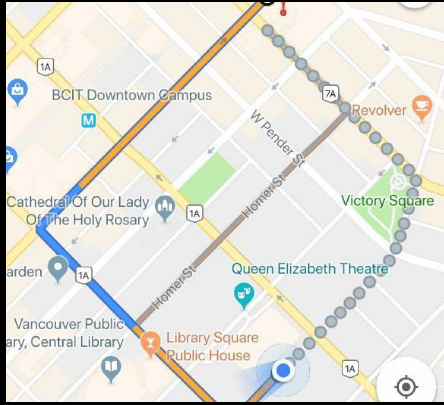 1A
BCIT Downtown Campus
7A
Revolver
M
W Pender St
Cathedral Of Our Lady
Of The Holy Rosary
1A
Homer St
Victory Square
arden
1A
Homer St
Queen Elizabeth Theatre
Vancouver Public
ary, Central Library
Library Square
Public House
1A